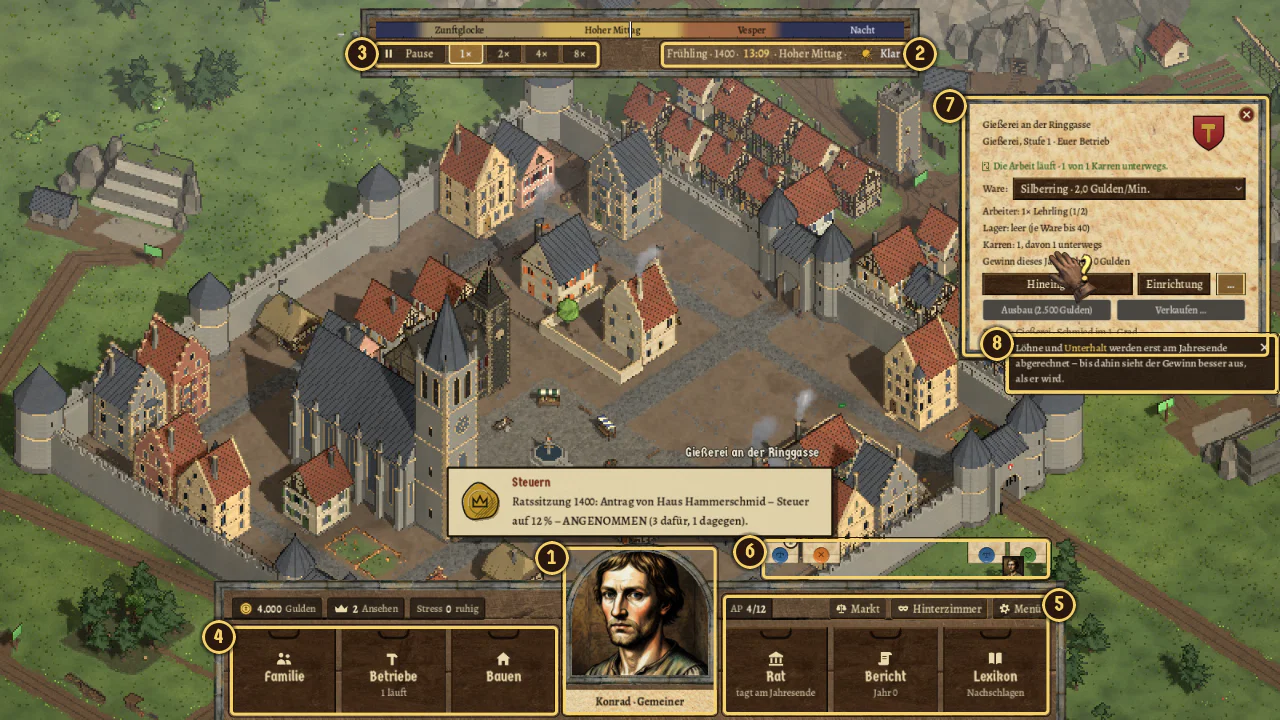 Zunftglocke
Hoher Mittag
Vesper
Nacht
3
Pause
1×
2×
4×
8×
Frühling · 1400 · 13:09 · Hoher Mittag ·
Klar
2
7
Gießerei an der Ringgasse
Gießerei, Stufe 1 · Euer Betrieb
Die Arbeit läuft · 1 von 1 Karren unterwegs.
Ware:
Silberring · 2,0 Gulden/Min.
Arbeiter: 1× Lehrling (1/2)
Lager: leer (je Ware bis 40)
Karren: 1, davon 1 unterwegs
Gewinn dieses
0 Gulden
?
Einrichtung
...
Ausbau (2.500 Gulden)
Verkaufen ...
8
Löhne und Unterhalt werden erst am Jahresende
abgerechnet – bis dahin sieht der Gewinn besser aus,
als er wird.
Gießerei an der Ringgasse
Steuern
Ratssitzung 1400: Antrag von Haus Hammerschmid – Steuer
auf 12 % – ANGENOMMEN (3 dafür, 1 dagegen).
1
6
4.000 Gulden
2 Ansehen
Stress 0 ruhig
4
Familie
Betriebe
1 läuft
Bauen
Konrad · Gemeiner
AP 4/12
Markt
Hinterzimmer
Menü
5
Rat
tagt am Jahresende
Bericht
Jahr 0
Lexikon
Nachschlagen